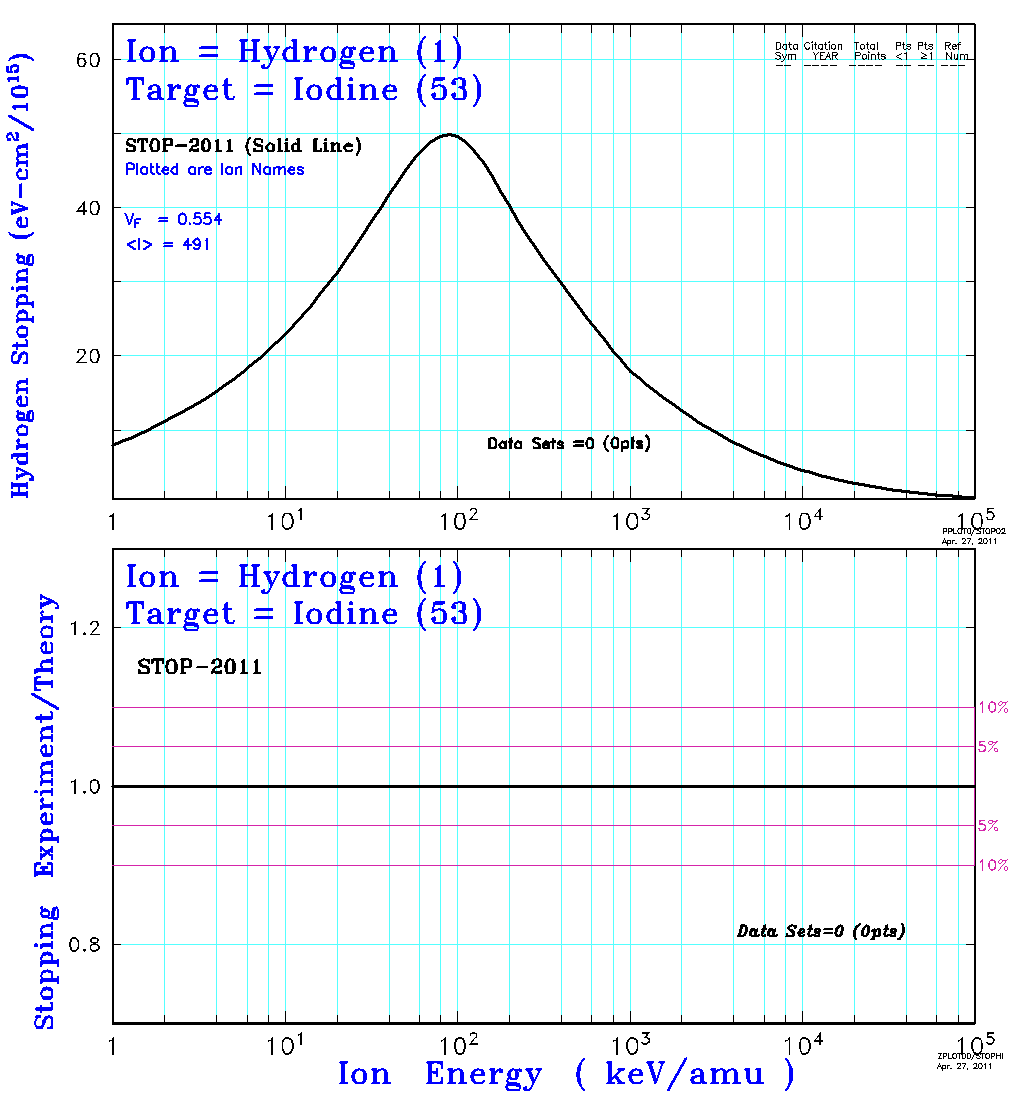 Ion = Hydrogen (1)
Target = Iodine (53)
Data Sym Citation YEAR Total Points Pts <1 Pts ≥1 Ref Num
STOP-2011 (Solid Line)
Plotted are Ion Names
VF = 0.554
<I> = 491
Hydrogen Stopping (eV-cm²/10¹⁵)
60
40
20
Data Sets =0 (0pts)
1 10¹ 10² 10³ 10⁴ 10⁵
PPLOT0/STOP02
Apr. 27, 2011
Ion = Hydrogen (1)
Target = Iodine (53)
STOP-2011
Stopping Experiment/Theory
1.2
1.0
0.8
10%
5%
5%
10%
Data Sets=0 (0pts)
1 10¹ 10² 10³ 10⁴ 10⁵
Ion Energy ( keV/amu )
Apr. 27, 2011